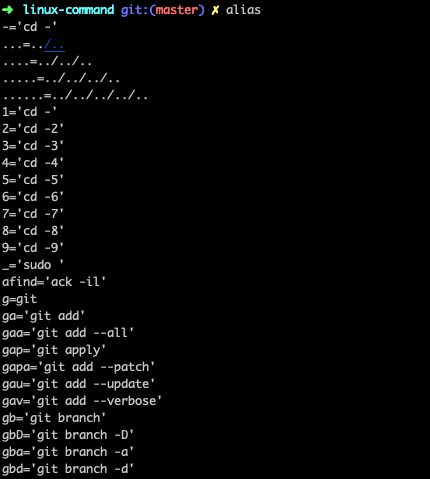 ➜ linux-command git:(master) ✗ alias
-='cd -'
...=../..
....=../../..
.....=../../../..
......=../../../../..
1='cd -'
2='cd -2'
3='cd -3'
4='cd -4'
5='cd -5'
6='cd -6'
7='cd -7'
8='cd -8'
9='cd -9'
_='sudo '
afind='ack -il'
g=git
ga='git add'
gaa='git add --all'
gap='git apply'
gapa='git add --patch'
gau='git add --update'
gav='git add --verbose'
gb='git branch'
gbD='git branch -D'
gba='git branch -a'
gbd='git branch -d'